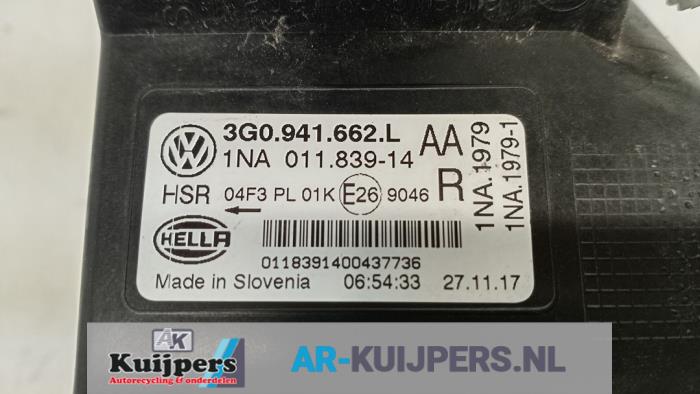 3G0.941.662.L AA
1NA 011.839-14
HSR 04F3 PL 01K E26 9046 R
1NA.1979
1NA.1979-1
HELLA
0118391400437736
Made in Slovenia 06:54:33 27.11.17
AK
Kuijpers
Autorecycling & onderdelen
AR-KUIJPERS.NL